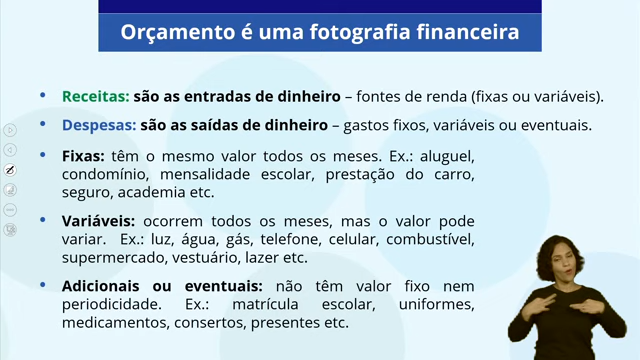 Orçamento é uma fotografia financeira
• Receitas: são as entradas de dinheiro – fontes de renda (fixas ou variáveis).
• Despesas: são as saídas de dinheiro – gastos fixos, variáveis ou eventuais.
• Fixas: têm o mesmo valor todos os meses. Ex.: aluguel,
condomínio, mensalidade escolar, prestação do carro,
seguro, academia etc.
• Variáveis: ocorrem todos os meses, mas o valor pode
variar. Ex.: luz, água, gás, telefone, celular, combustível,
supermercado, vestuário, lazer etc.
• Adicionais ou eventuais: não têm valor fixo nem
periodicidade. Ex.: matrícula escolar, uniformes,
medicamentos, consertos, presentes etc.